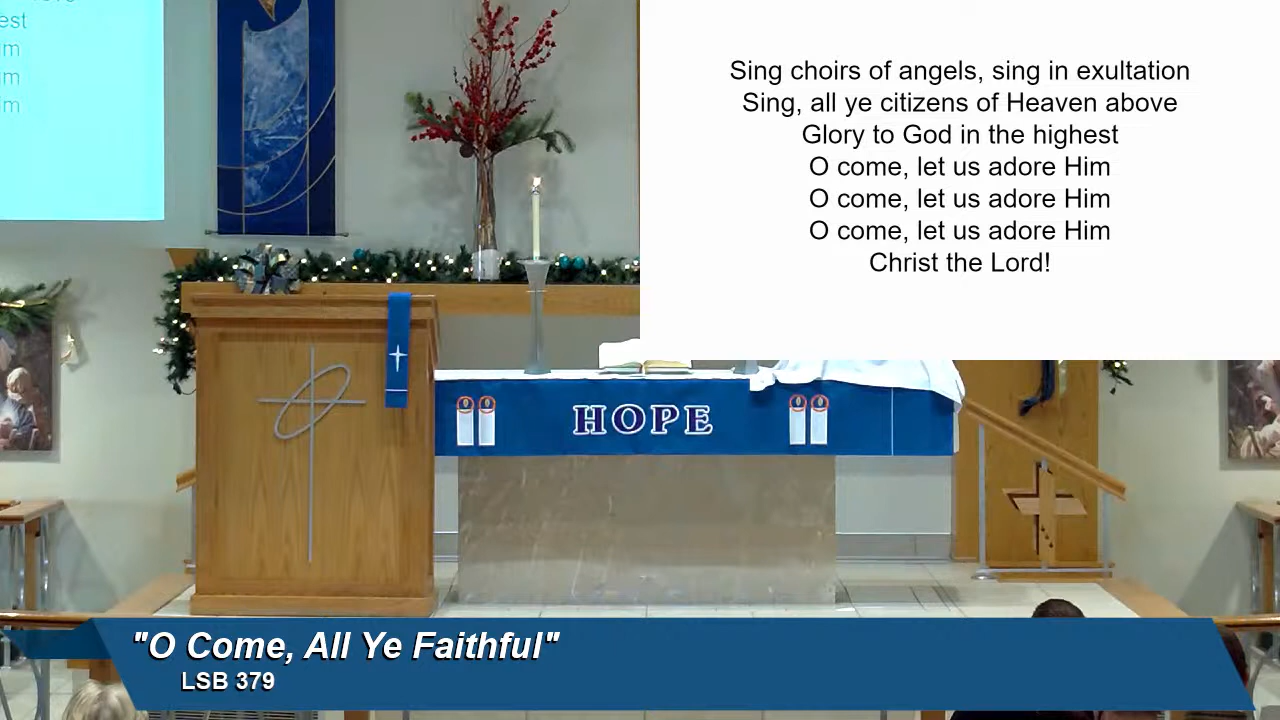 est
m
m
m
Sing choirs of angels, sing in exultation
Sing, all ye citizens of Heaven above
Glory to God in the highest
O come, let us adore Him
O come, let us adore Him
O come, let us adore Him
Christ the Lord!
HOPE
"O Come, All Ye Faithful"
LSB 379